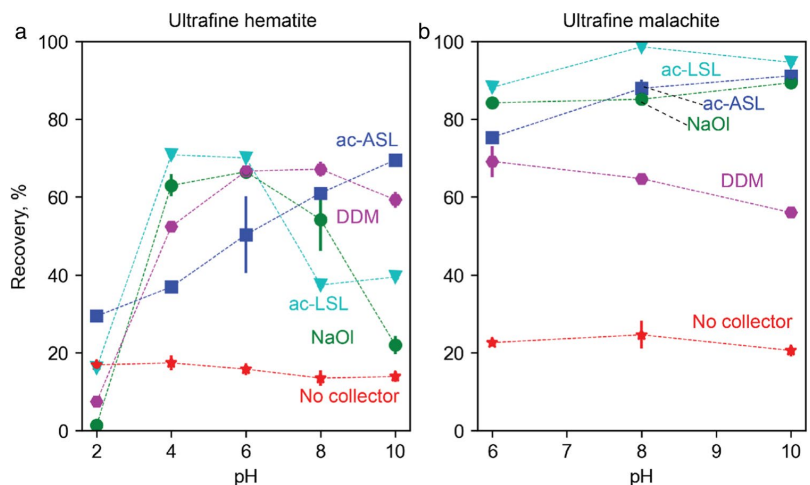 Ultrafine hematite
Ultrafine malachite
a
b
100
80
60
40
20
0
Recovery, %
ac-ASL
DDM
ac-LSL
NaOl
No collector
2
4
6
8
10
pH
100
80
60
40
20
0
ac-LSL
ac-ASL
NaOl
DDM
No collector
6
7
8
9
10
pH